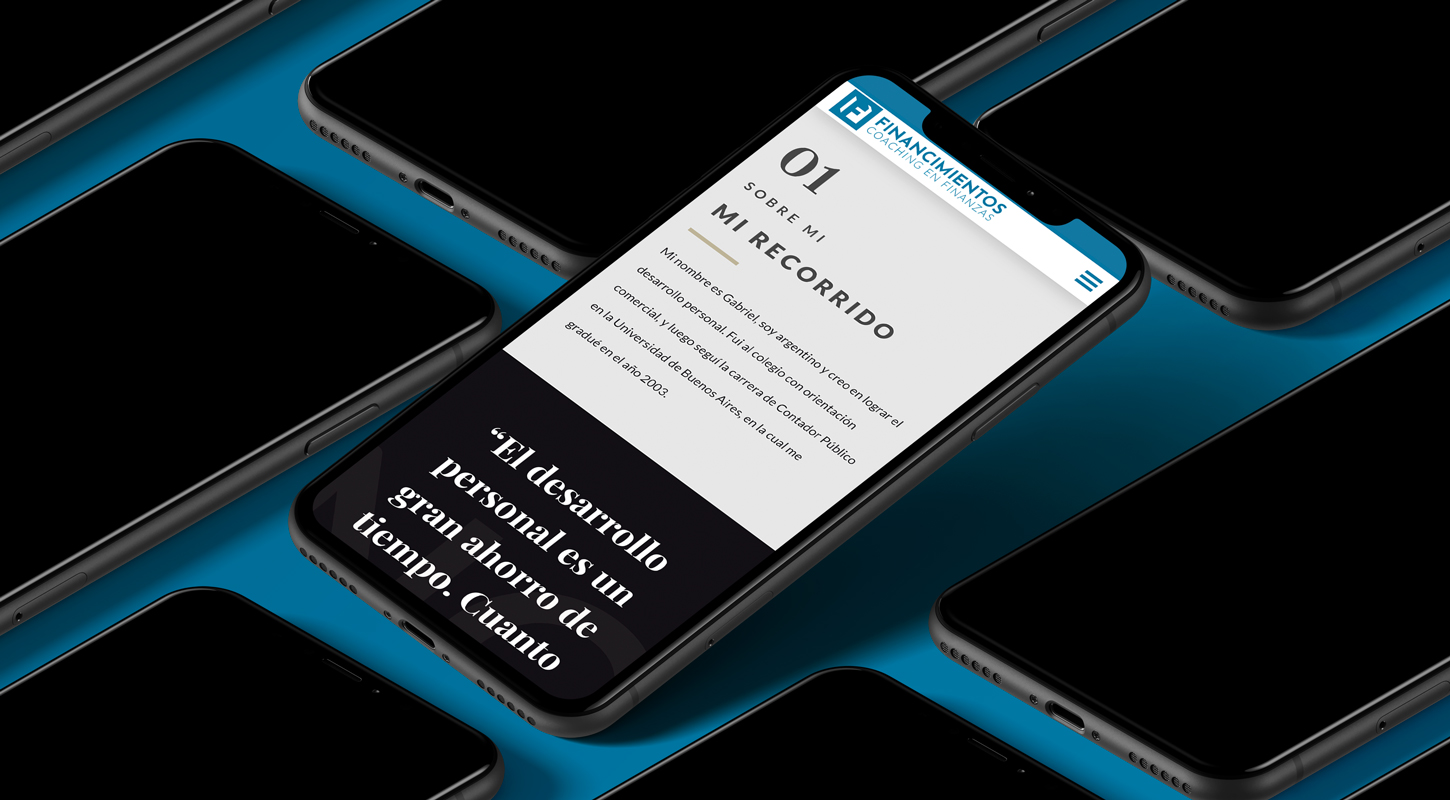 FINANCIMIENTOS
COACHING EN FINANZAS
01
SOBRE MI
MI RECORRIDO
Mi nombre es Gabriel, soy argentino y creo en lograr el
desarrollo personal. Fui al colegio con orientación
comercial, y luego seguí la carrera de Contador Público
en la Universidad de Buenos Aires, en la cual me
gradué en el año 2003.
“El desarrollo
personal es un
gran ahorro de
tiempo. Cuanto